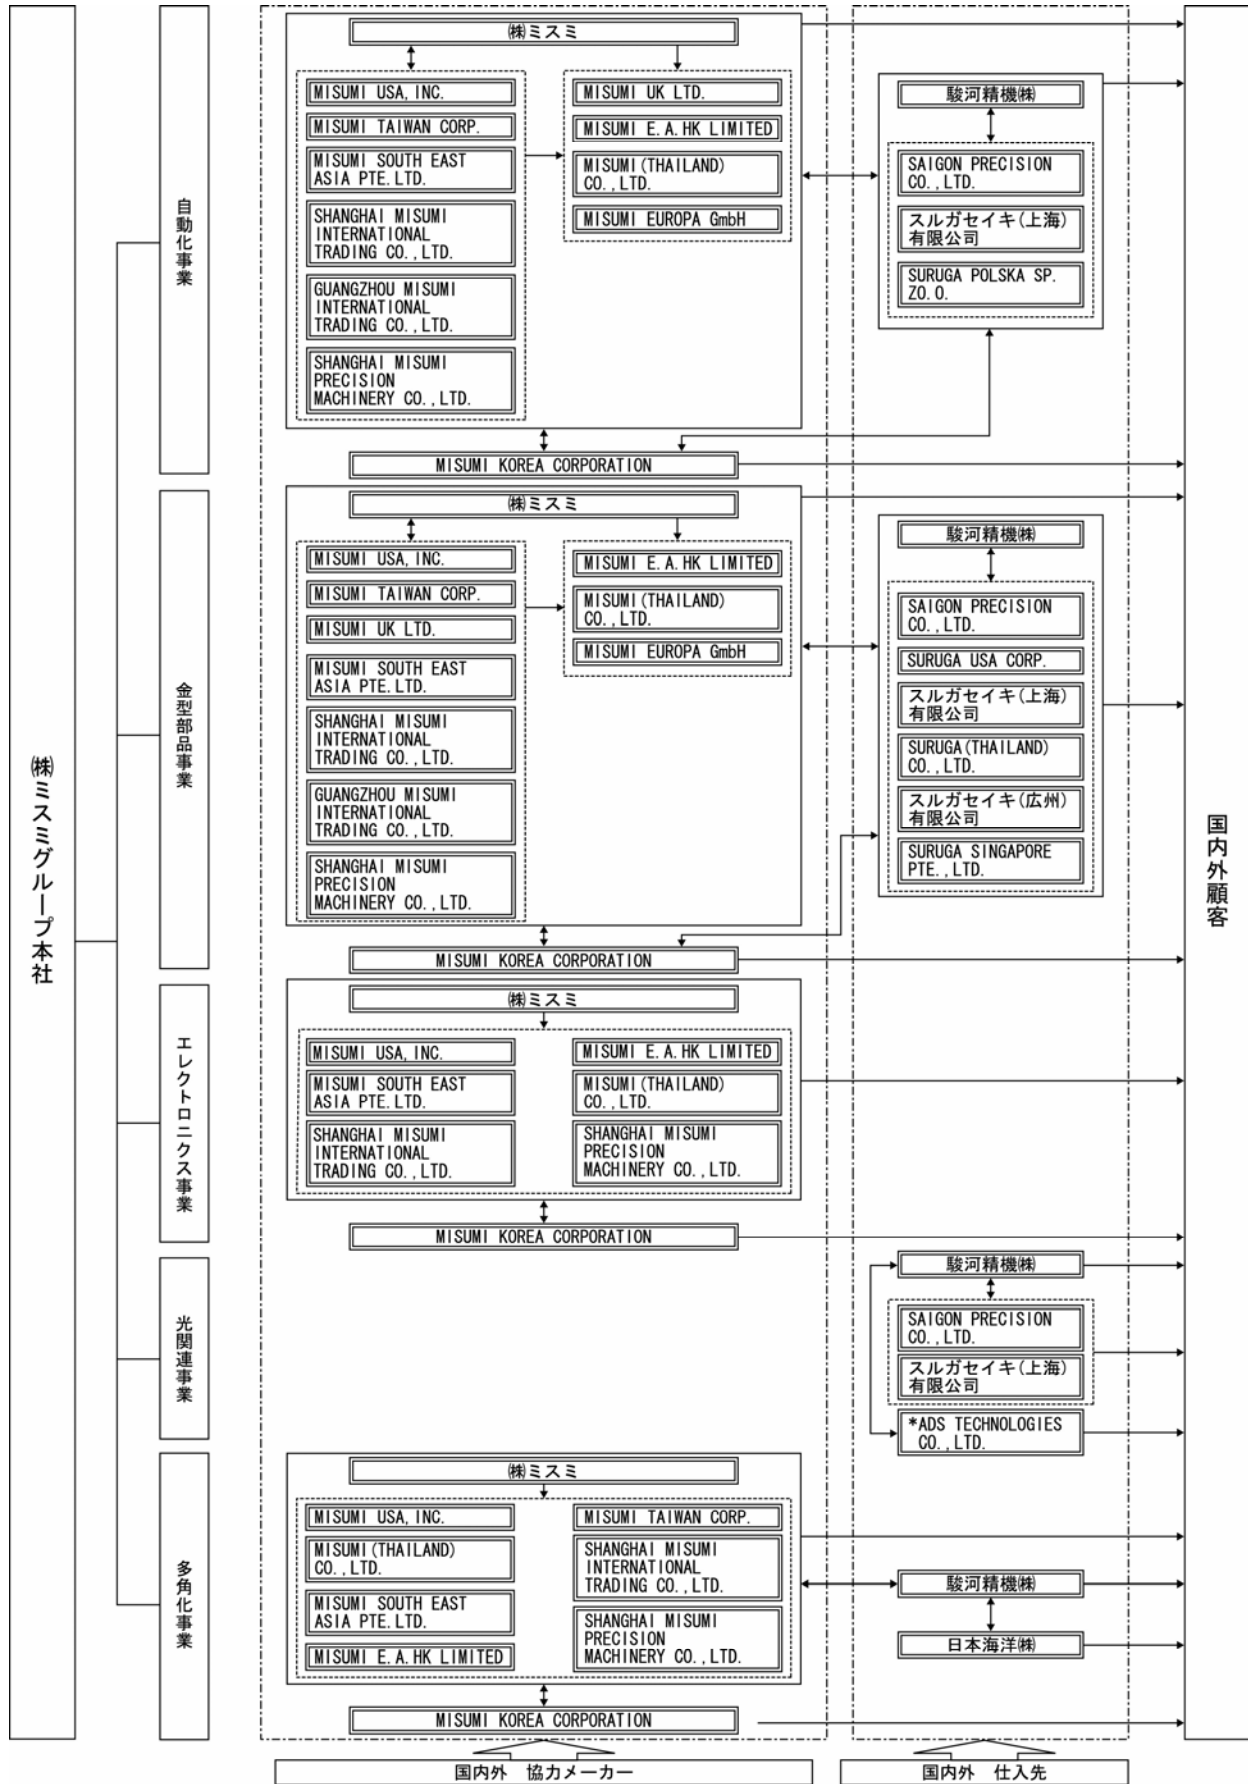 ㈱ミスミグループ本社
自動化事業
㈱ミスミ
MISUMI USA, INC.
MISUMI TAIWAN CORP.
MISUMI SOUTH EAST
ASIA PTE.LTD.
SHANGHAI MISUMI
INTERNATIONAL
TRADING CO.,LTD.
GUANGZHOU MISUMI
INTERNATIONAL
TRADING CO.,LTD.
SHANGHAI MISUMI
PRECISION
MACHINERY CO.,LTD.
MISUMI UK LTD.
MISUMI E.A.HK LIMITED
MISUMI(THAILAND)
CO.,LTD.
MISUMI EUROPA GmbH
MISUMI KOREA CORPORATION
駿河精機㈱
SAIGON PRECISION
CO.,LTD.
スルガセイキ(上海)
有限公司
SURUGA POLSKA SP.
ZO.O.
金型部品事業
㈱ミスミ
MISUMI USA, INC.
MISUMI TAIWAN CORP.
MISUMI UK LTD.
MISUMI SOUTH EAST
ASIA PTE.LTD.
SHANGHAI MISUMI
INTERNATIONAL
TRADING CO.,LTD.
GUANGZHOU MISUMI
INTERNATIONAL
TRADING CO.,LTD.
SHANGHAI MISUMI
PRECISION
MACHINERY CO.,LTD.
MISUMI E.A.HK LIMITED
MISUMI(THAILAND)
CO.,LTD.
MISUMI EUROPA GmbH
MISUMI KOREA CORPORATION
駿河精機㈱
SAIGON PRECISION
CO.,LTD.
SURUGA USA CORP.
スルガセイキ(上海)
有限公司
SURUGA(THAILAND)
CO.,LTD.
スルガセイキ(広州)
有限公司
SURUGA SINGAPORE
PTE.,LTD.
エレクトロニクス事業
㈱ミスミ
MISUMI USA, INC.
MISUMI SOUTH EAST
ASIA PTE.LTD.
SHANGHAI MISUMI
INTERNATIONAL
TRADING CO.,LTD.
MISUMI E.A.HK LIMITED
MISUMI(THAILAND)
CO.,LTD.
SHANGHAI MISUMI
PRECISION
MACHINERY CO.,LTD.
MISUMI KOREA CORPORATION
光関連事業
駿河精機㈱
SAIGON PRECISION
CO.,LTD.
スルガセイキ(上海)
有限公司
*ADS TECHNOLOGIES
CO.,LTD.
多角化事業
㈱ミスミ
MISUMI USA, INC.
MISUMI(THAILAND)
CO.,LTD.
MISUMI SOUTH EAST
ASIA PTE.LTD.
MISUMI E.A.HK LIMITED
MISUMI TAIWAN CORP.
SHANGHAI MISUMI
INTERNATIONAL
TRADING CO.,LTD.
SHANGHAI MISUMI
PRECISION
MACHINERY CO.,LTD.
MISUMI KOREA CORPORATION
駿河精機㈱
日本海洋㈱
国内外顧客
国内外　協力メーカー
国内外　仕入先